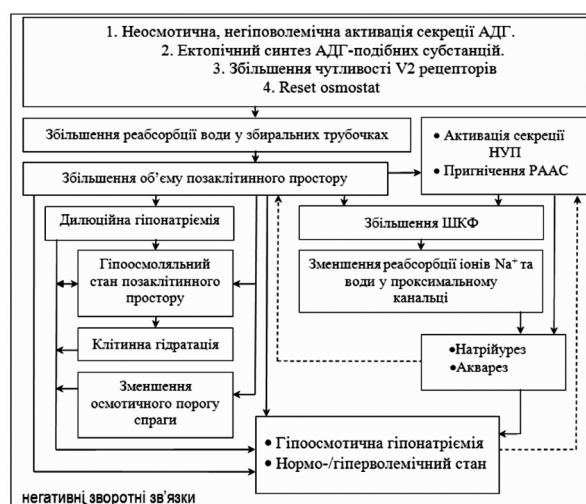 1. Неосмотична, негіповолемічна активація секреції АДГ.
2. Ектопічний синтез АДГ-подібних субстанцій.
3. Збільшення чутливості V2 рецепторів
4. Reset osmostat
Збільшення реабсорбції води у збиральних трубочках
• Активація секреції
НУП
• Пригнічення РААС
Збільшення об’єму позаклітинного простору
Дилюційна гіпонатріємія
Збільшення ШКФ
Гіпоосмоляльний
стан позаклітинного
простору
Зменшення реабсорбції іонів Na⁺ та
води у проксимальному
канальці
Клітинна гідратація
•Натрійурез
•Акварез
Зменшення
осмотичного порогу
спраги
• Гіпоосмотична гіпонатріємія
• Нормо-/гіперволемічний стан
негативні зворотні зв’язки